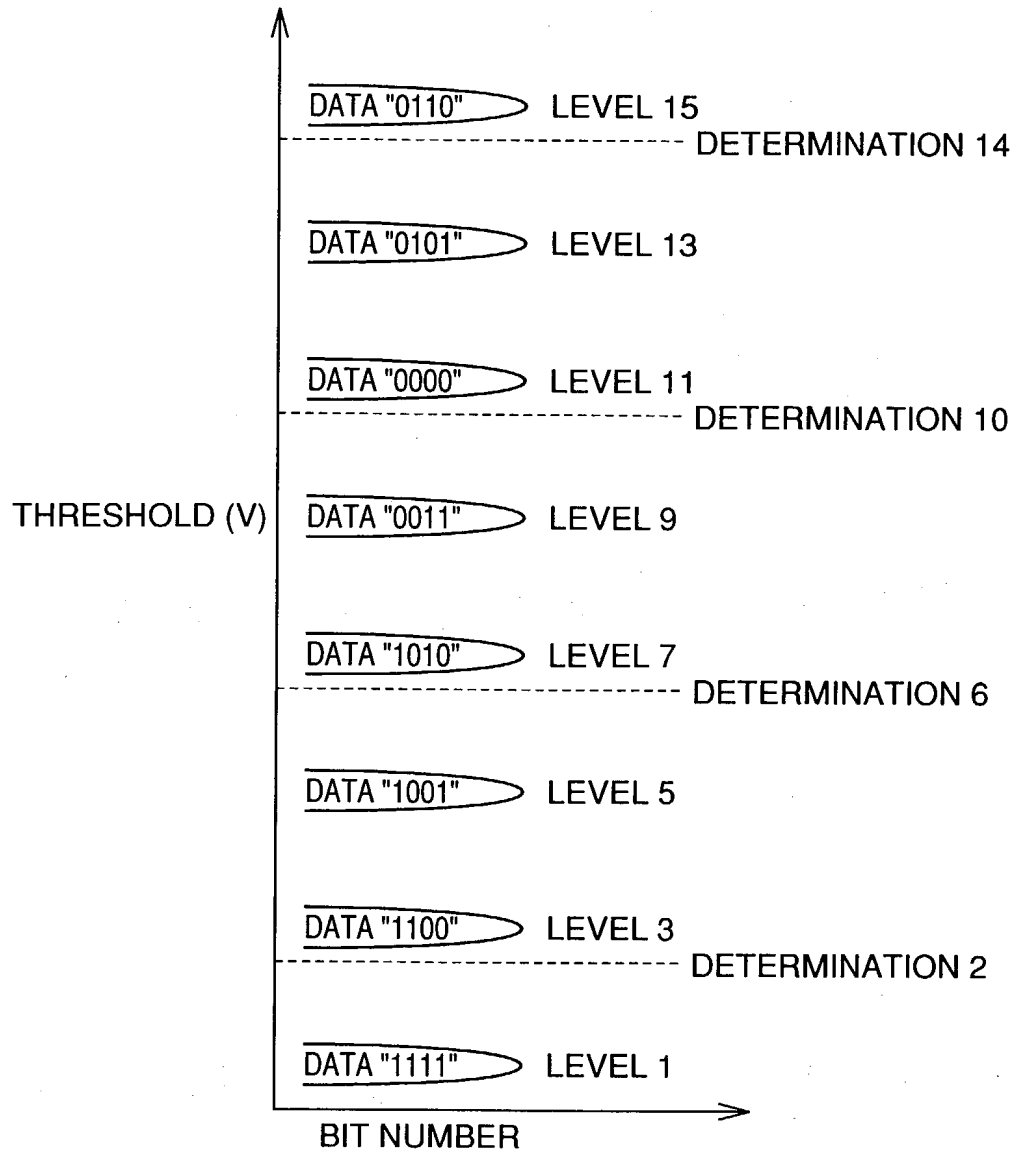 DATA "0110" LEVEL 15
DETERMINATION 14
DATA "0101" LEVEL 13
DATA "0000" LEVEL 11
DETERMINATION 10
THRESHOLD (V)
DATA "0011" LEVEL 9
DATA "1010" LEVEL 7
DETERMINATION 6
DATA "1001" LEVEL 5
DATA "1100" LEVEL 3
DETERMINATION 2
DATA "1111" LEVEL 1
BIT NUMBER